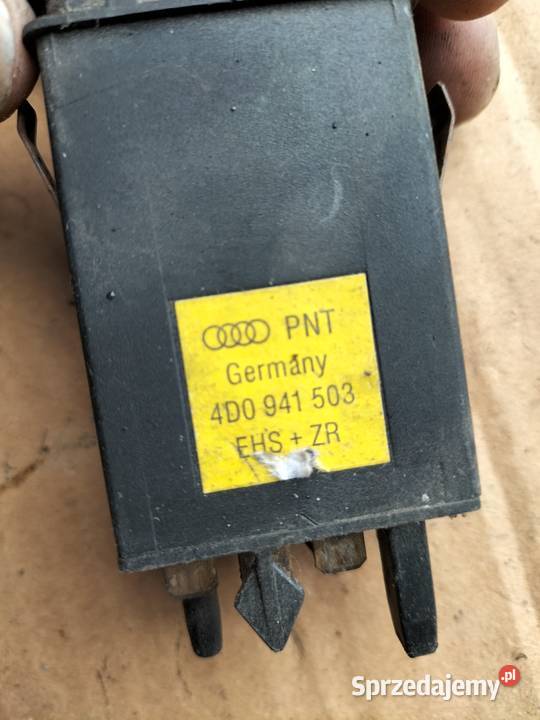 PNT
Germany
4D0 941 503
EHS + ZR
Sprzedajemy.pl